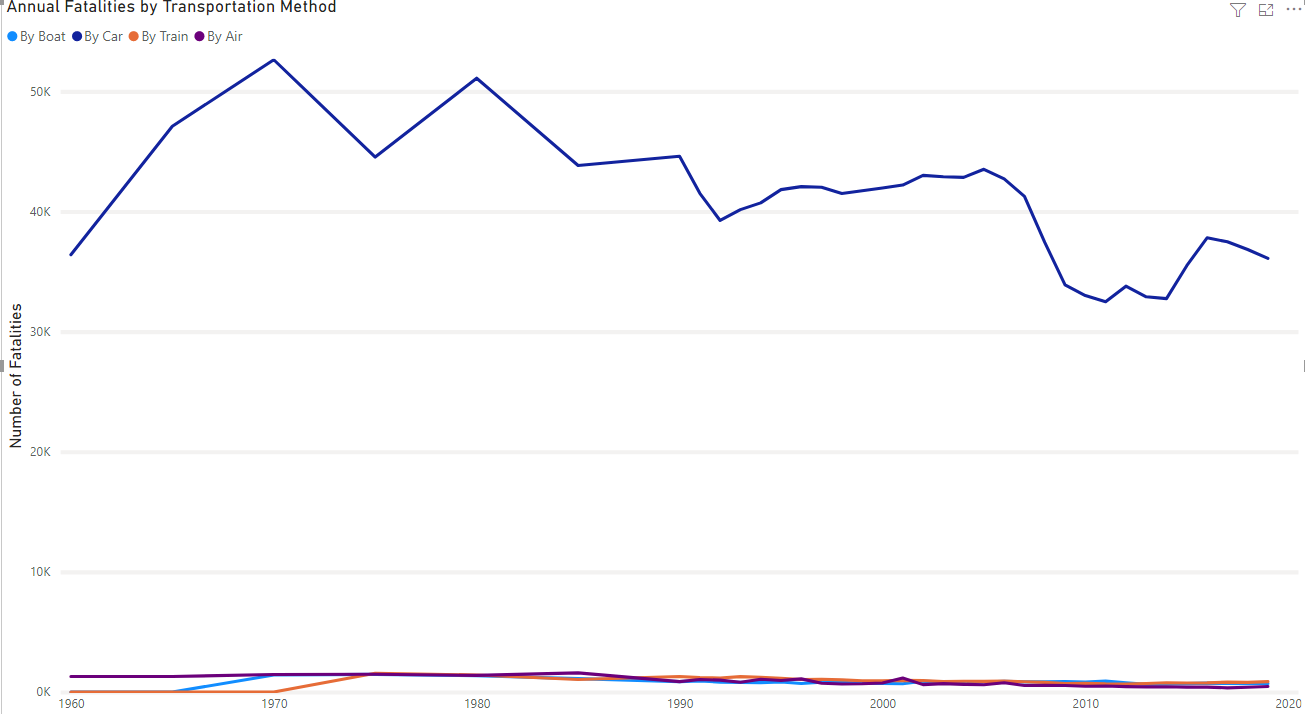 Annual Fatalities by Transportation Method
By Boat By Car By Train By Air
50K
40K
30K
20K
10K
0K
Number of Fatalities
1960 1970 1980 1990 2000 2010 2020